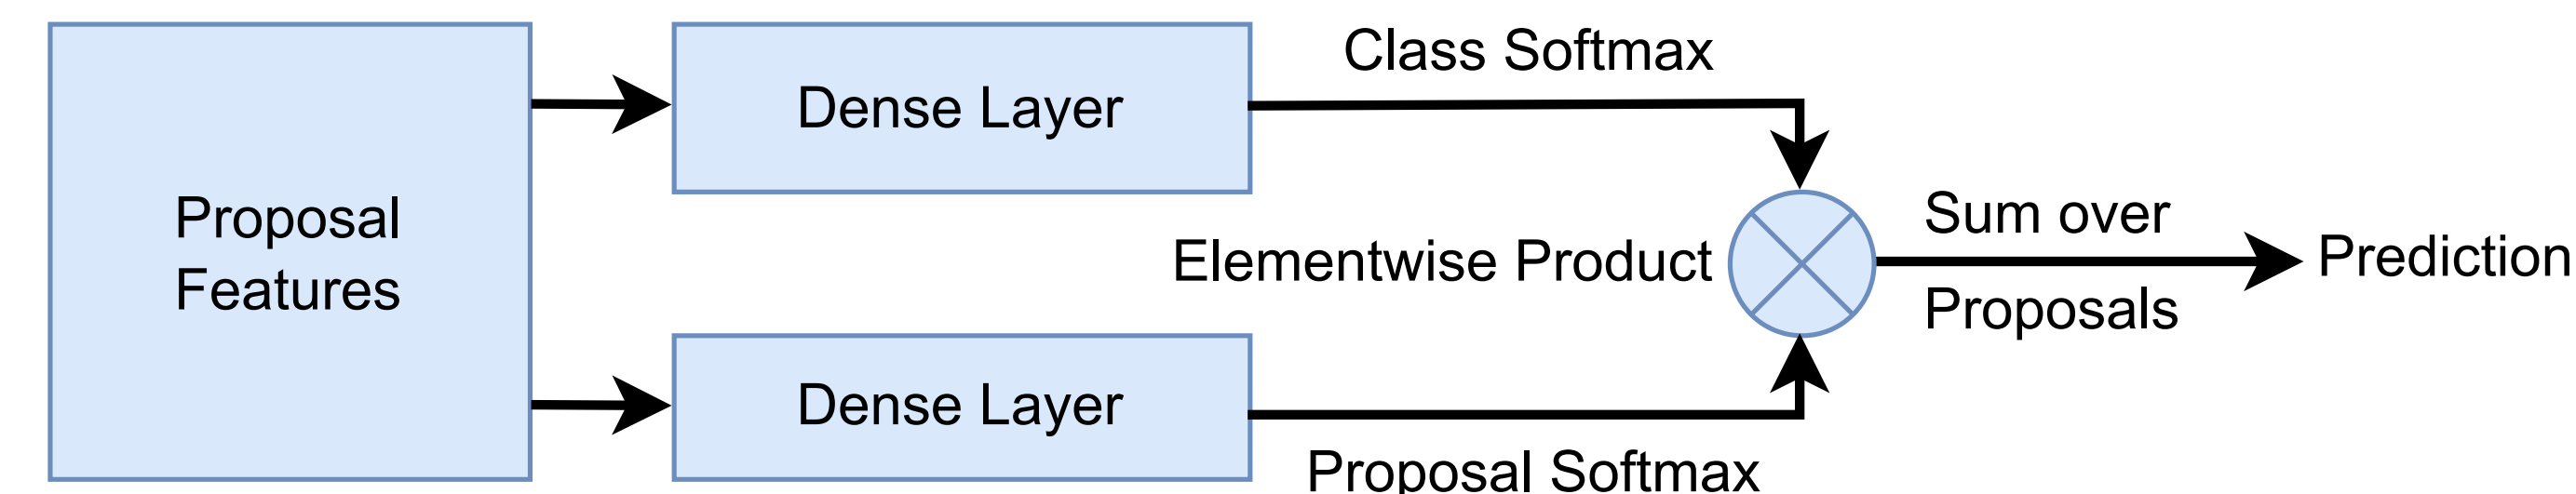 Proposal
Features
Dense Layer
Dense Layer
Class Softmax
Elementwise Product
Proposal Softmax
Sum over
Proposals
Prediction